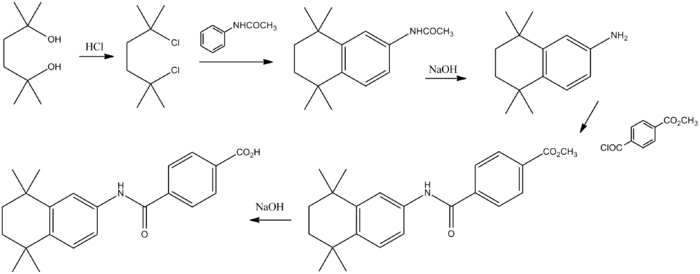 OH
OH
HCl
Cl
Cl
NHCOCH3
NHCOCH3
NaOH
NH2
ClOC
CO2CH3
CO2CH3
H
N
O
NaOH
CO2H
H
N
O